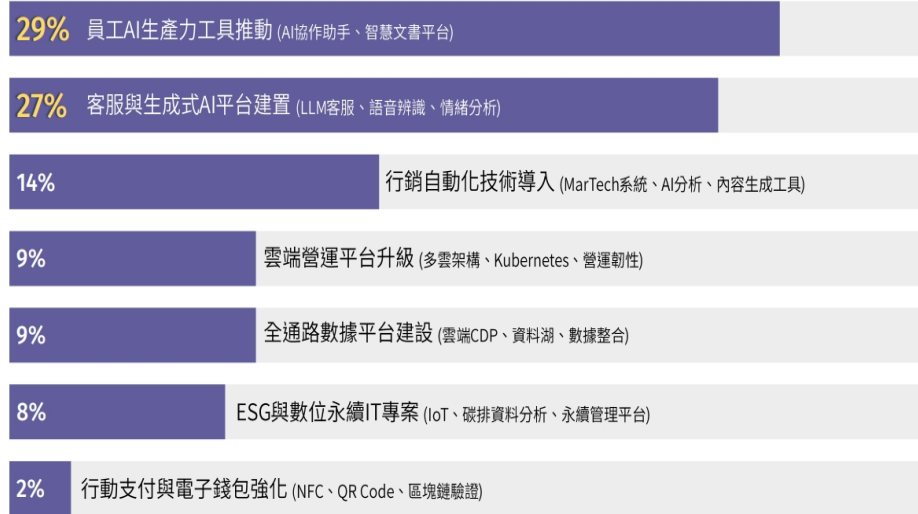 29% 員工AI生產力工具推動 (AI協作助手、智慧文書平台)
27% 客服與生成式AI平台建置 (LLM客服、語音辨識、情緒分析)
14% 行銷自動化技術導入 (MarTech系統、AI分析、內容生成工具)
9% 雲端營運平台升級 (多雲架構、Kubernetes、營運韌性)
9% 全通路數據平台建設 (雲端CDP、資料湖、數據整合)
8% ESG與數位永續IT專案 (IoT、碳排資料分析、永續管理平台)
2% 行動支付與電子錢包強化 (NFC、QR Code、區塊鏈驗證)